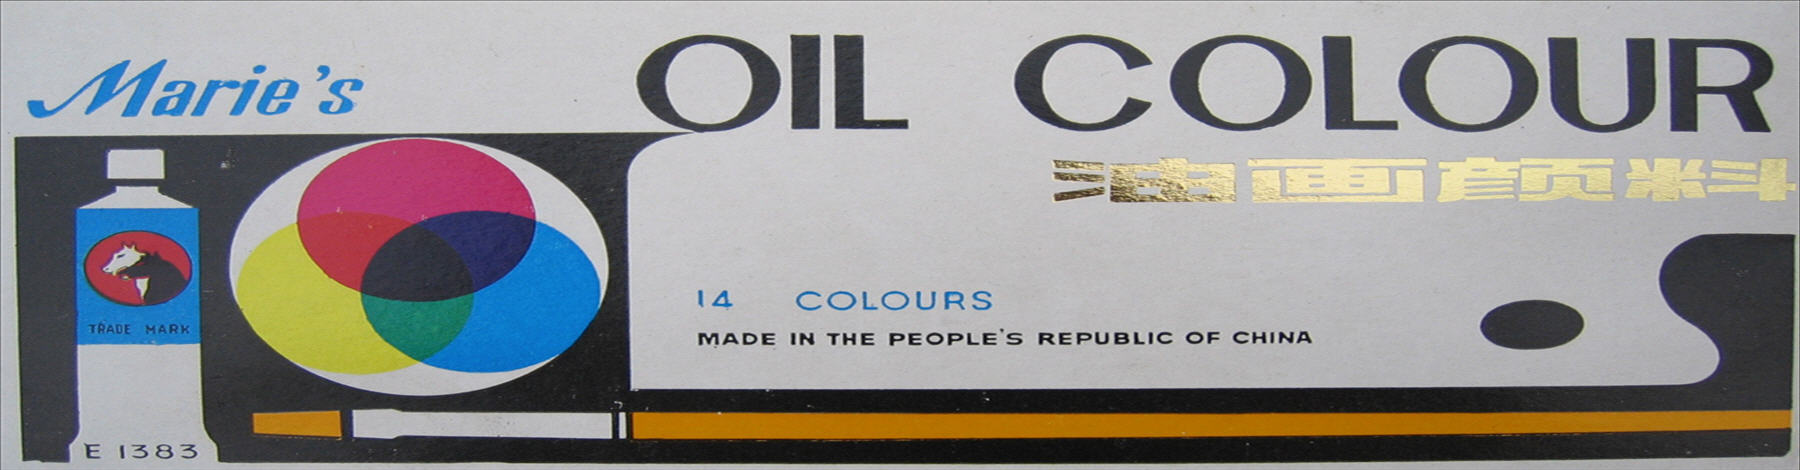 Marie's
OIL COLOUR
油画颜料
TRADE MARK
14 COLOURS
MADE IN THE PEOPLE'S REPUBLIC OF CHINA
E 1383